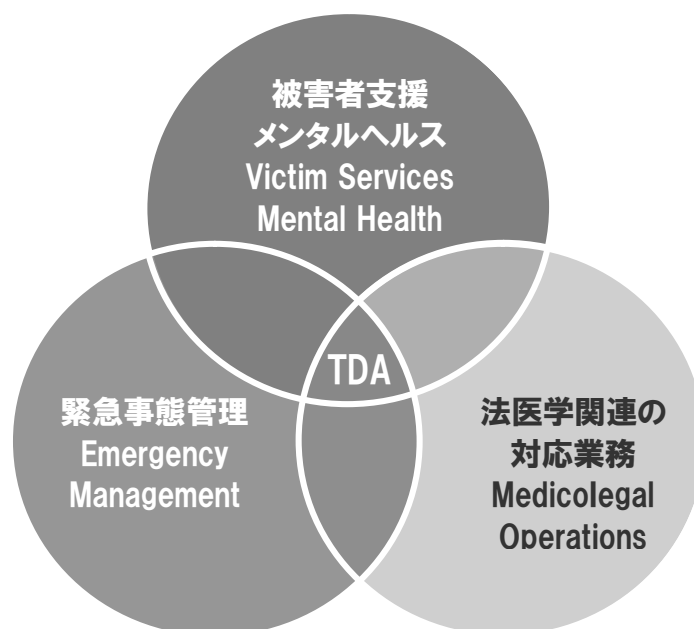 被害者支援
メンタルヘルス
Victim Services
Mental Health
TDA
緊急事態管理
Emergency
Management
法医学関連の
対応業務
Medicolegal
Operations